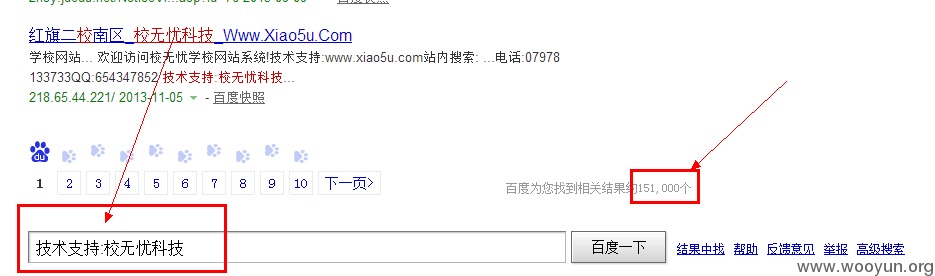 红旗二校南区_校无忧科技_Www.Xiao5u.Com
学校网站... 欢迎访问校无忧学校网站系统!技术支持:www.xiao5u.com站内搜索: ...电话:07978
133733QQ:654347852 技术支持:校无忧科技...
218.65.44.221/ 2013-11-05 - 百度快照
du
1 2 3 4 5 6 7 8 9 10 下一页>
百度为您找到相关结果约151,000个
技术支持:校无忧科技 百度一下 结果中找 帮助 反馈意见 举报 高级搜索
www.wooyun.org